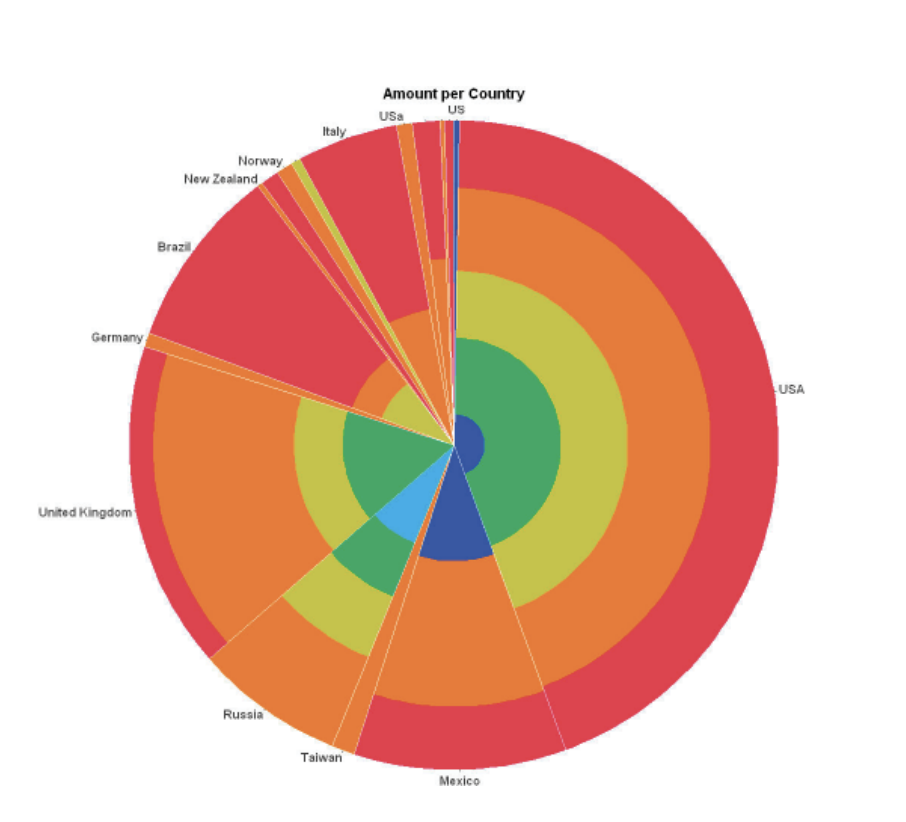 Amount per Country
US
USa
Italy
Norway
New Zealand
Brazil
Germany
USA
United Kingdom
Russia
Taiwan
Mexico